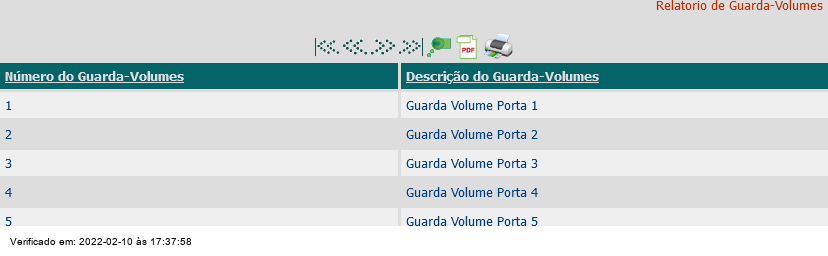 Relatorio de Guarda-Volumes
PDF
Número do Guarda-Volumes Descrição do Guarda-Volumes
1 Guarda Volume Porta 1
2 Guarda Volume Porta 2
3 Guarda Volume Porta 3
4 Guarda Volume Porta 4
5 Guarda Volume Porta 5
Verificado em: 2022-02-10 às 17:37:58